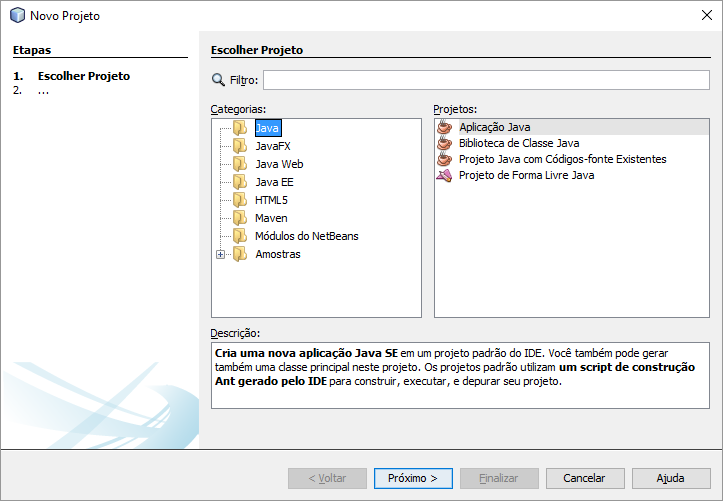 Novo Projeto
Etapas
1. Escolher Projeto
2. ...
Escolher Projeto
Filtro:
Categorias:
Java
JavaFX
Java Web
Java EE
HTML5
Maven
Módulos do NetBeans
Amostras
Projetos:
Aplicação Java
Biblioteca de Classe Java
Projeto Java com Códigos-fonte Existentes
Projeto de Forma Livre Java
Descrição:
Cria uma nova aplicação Java SE em um projeto padrão do IDE. Você também pode gerar
também uma classe principal neste projeto. Os projetos padrão utilizam um script de construção
Ant gerado pelo IDE para construir, executar, e depurar seu projeto.
< Voltar
Próximo >
Finalizar
Cancelar
Ajuda